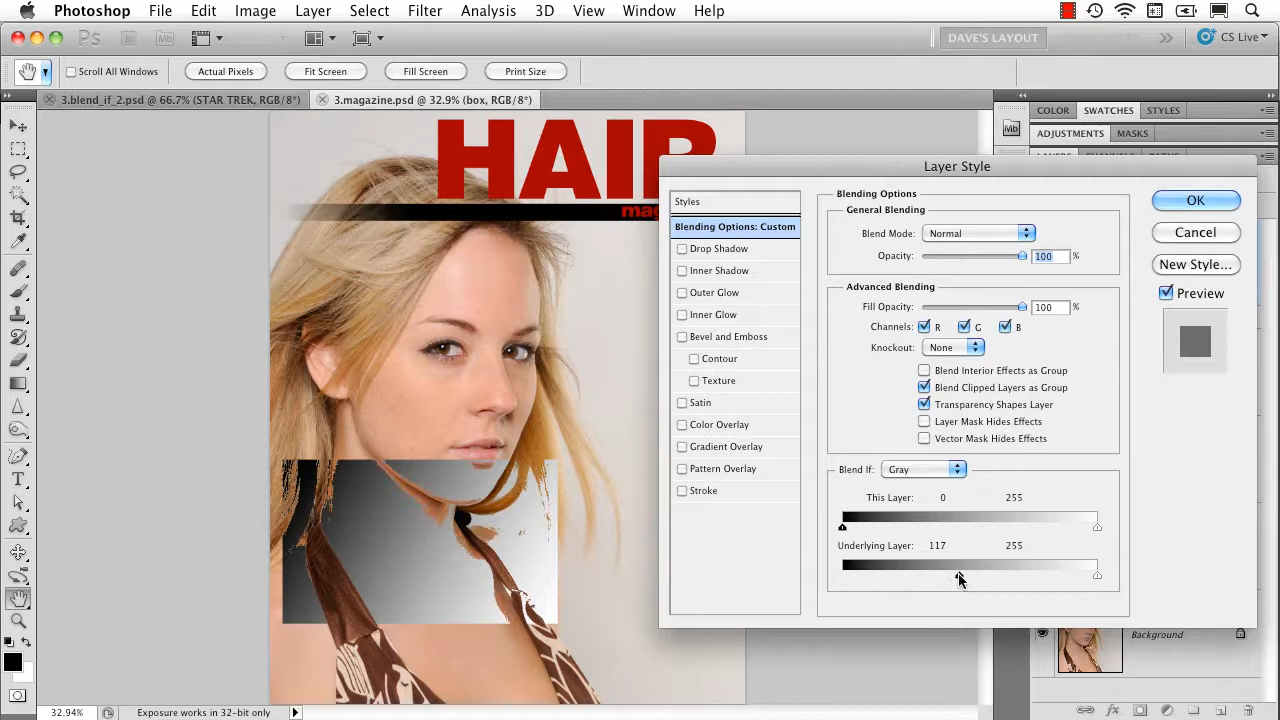 Photoshop File Edit Image Layer Select Filter Analysis 3D View Window Help
Ps Br Mb DAVE'S LAYOUT CS Live
Scroll All Windows Actual Pixels Fit Screen Fill Screen Print Size
3.blend_if_2.psd @ 66.7% (STAR TREK, RGB/8*) 3.magazine.psd @ 32.9% (box, RGB/8*)
COLOR SWATCHES STYLES
Mb
ADJUSTMENTS MASKS
HAIR
Layer Style
Styles
Blending Options: Custom
Drop Shadow
Inner Shadow
Outer Glow
Inner Glow
Bevel and Emboss
Contour
Texture
Satin
Color Overlay
Gradient Overlay
Pattern Overlay
Stroke
Blending Options
General Blending
Blend Mode: Normal
Opacity: 100 %
Advanced Blending
Fill Opacity: 100 %
Channels: R G B
Knockout: None
Blend Interior Effects as Group
Blend Clipped Layers as Group
Transparency Shapes Layer
Layer Mask Hides Effects
Vector Mask Hides Effects
Blend If: Gray
This Layer: 0 255
Underlying Layer: 117 255
OK
Cancel
New Style...
Preview
Background
32.94% Exposure works in 32-bit only